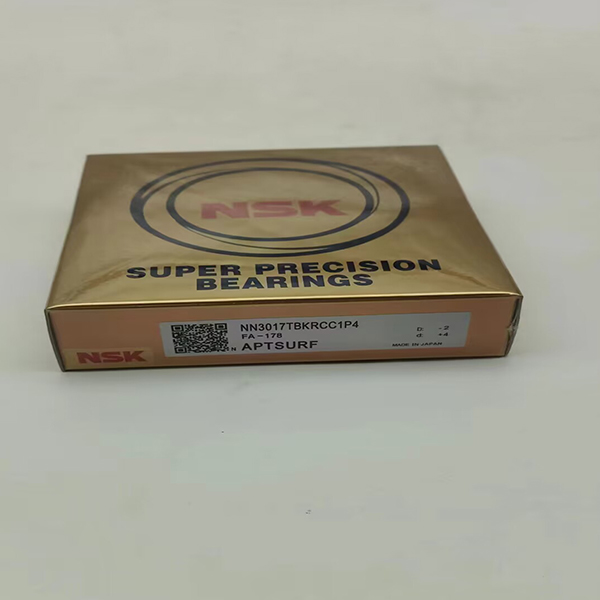 NSK
SUPER PRECISION
BEARINGS
NSK
NN3017TBKRCC1P4
FA-178
N APTSURF
D: -2
d: +4
MADE IN JAPAN